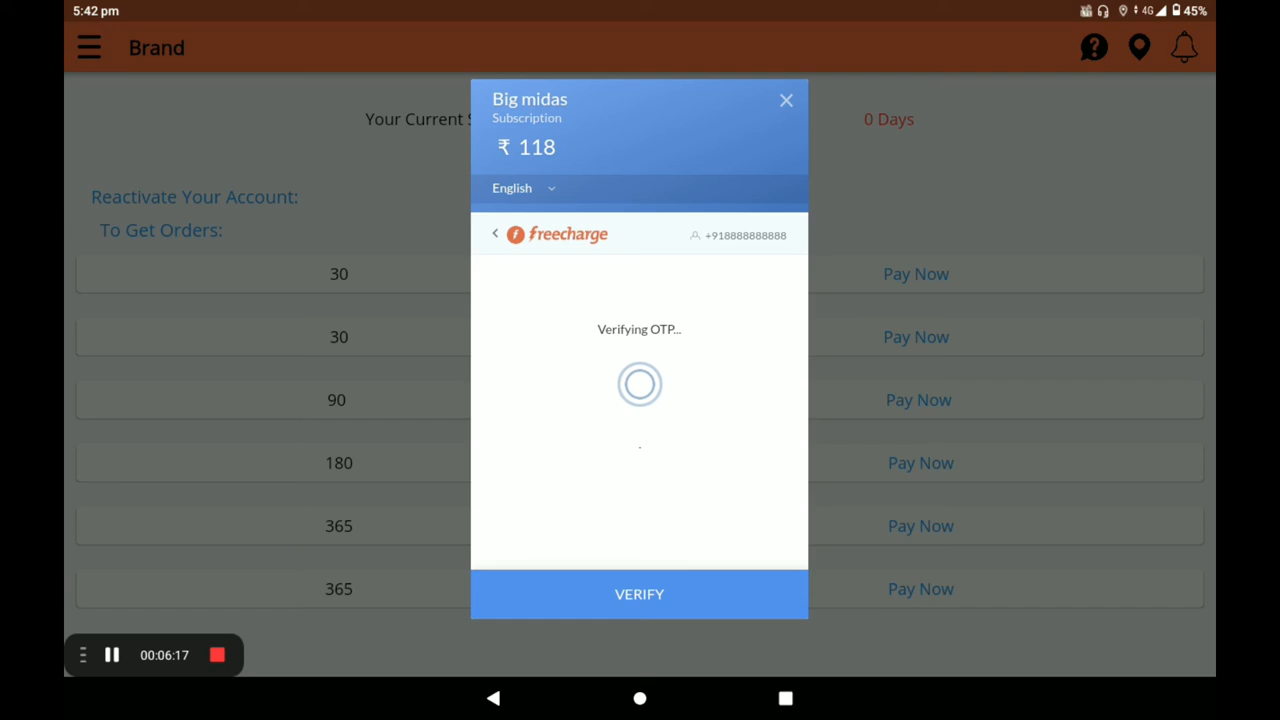 5:42 pm
4G 45%
Brand
Big midas
Subscription
₹ 118
English
freecharge
+918888888888
Verifying OTP...
VERIFY
Your Current S
0 Days
Reactivate Your Account:
To Get Orders:
30 Pay Now
30 Pay Now
90 Pay Now
180 Pay Now
365 Pay Now
365 Pay Now
00:06:17